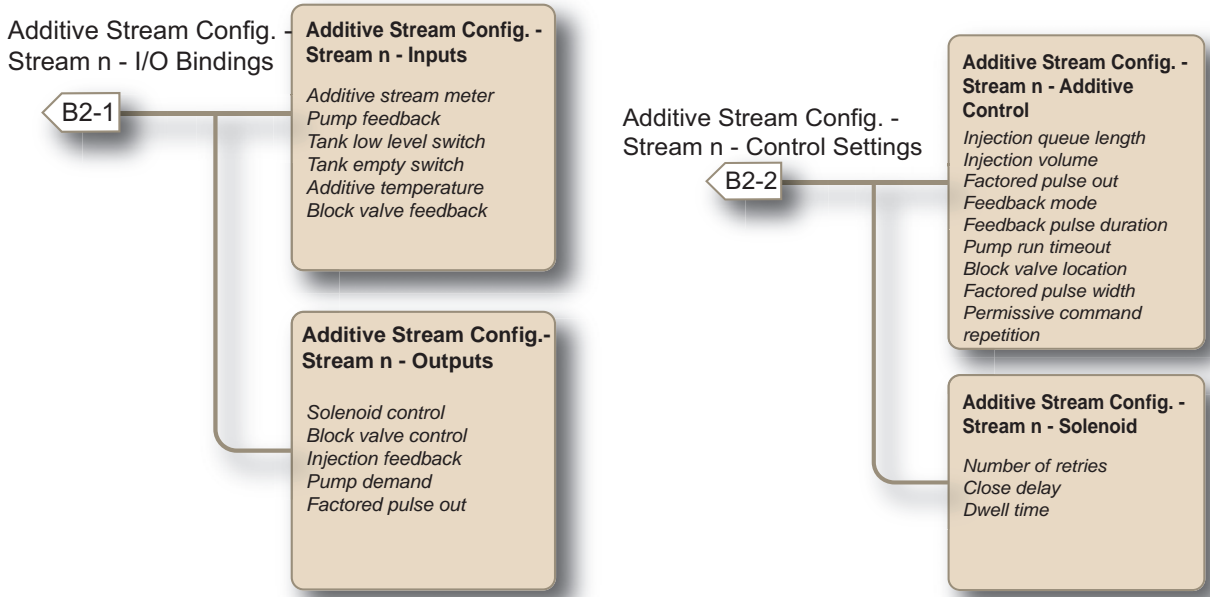 Additive Stream Config. -
Stream n - I/O Bindings
B2-1
Additive Stream Config. -
Stream n - Inputs
Additive stream meter
Pump feedback
Tank low level switch
Tank empty switch
Additive temperature
Block valve feedback
Additive Stream Config.-
Stream n - Outputs
Solenoid control
Block valve control
Injection feedback
Pump demand
Factored pulse out
Additive Stream Config. -
Stream n - Control Settings
B2-2
Additive Stream Config. -
Stream n - Additive
Control
Injection queue length
Injection volume
Factored pulse out
Feedback mode
Feedback pulse duration
Pump run timeout
Block valve location
Factored pulse width
Permissive command
repetition
Additive Stream Config. -
Stream n - Solenoid
Number of retries
Close delay
Dwell time